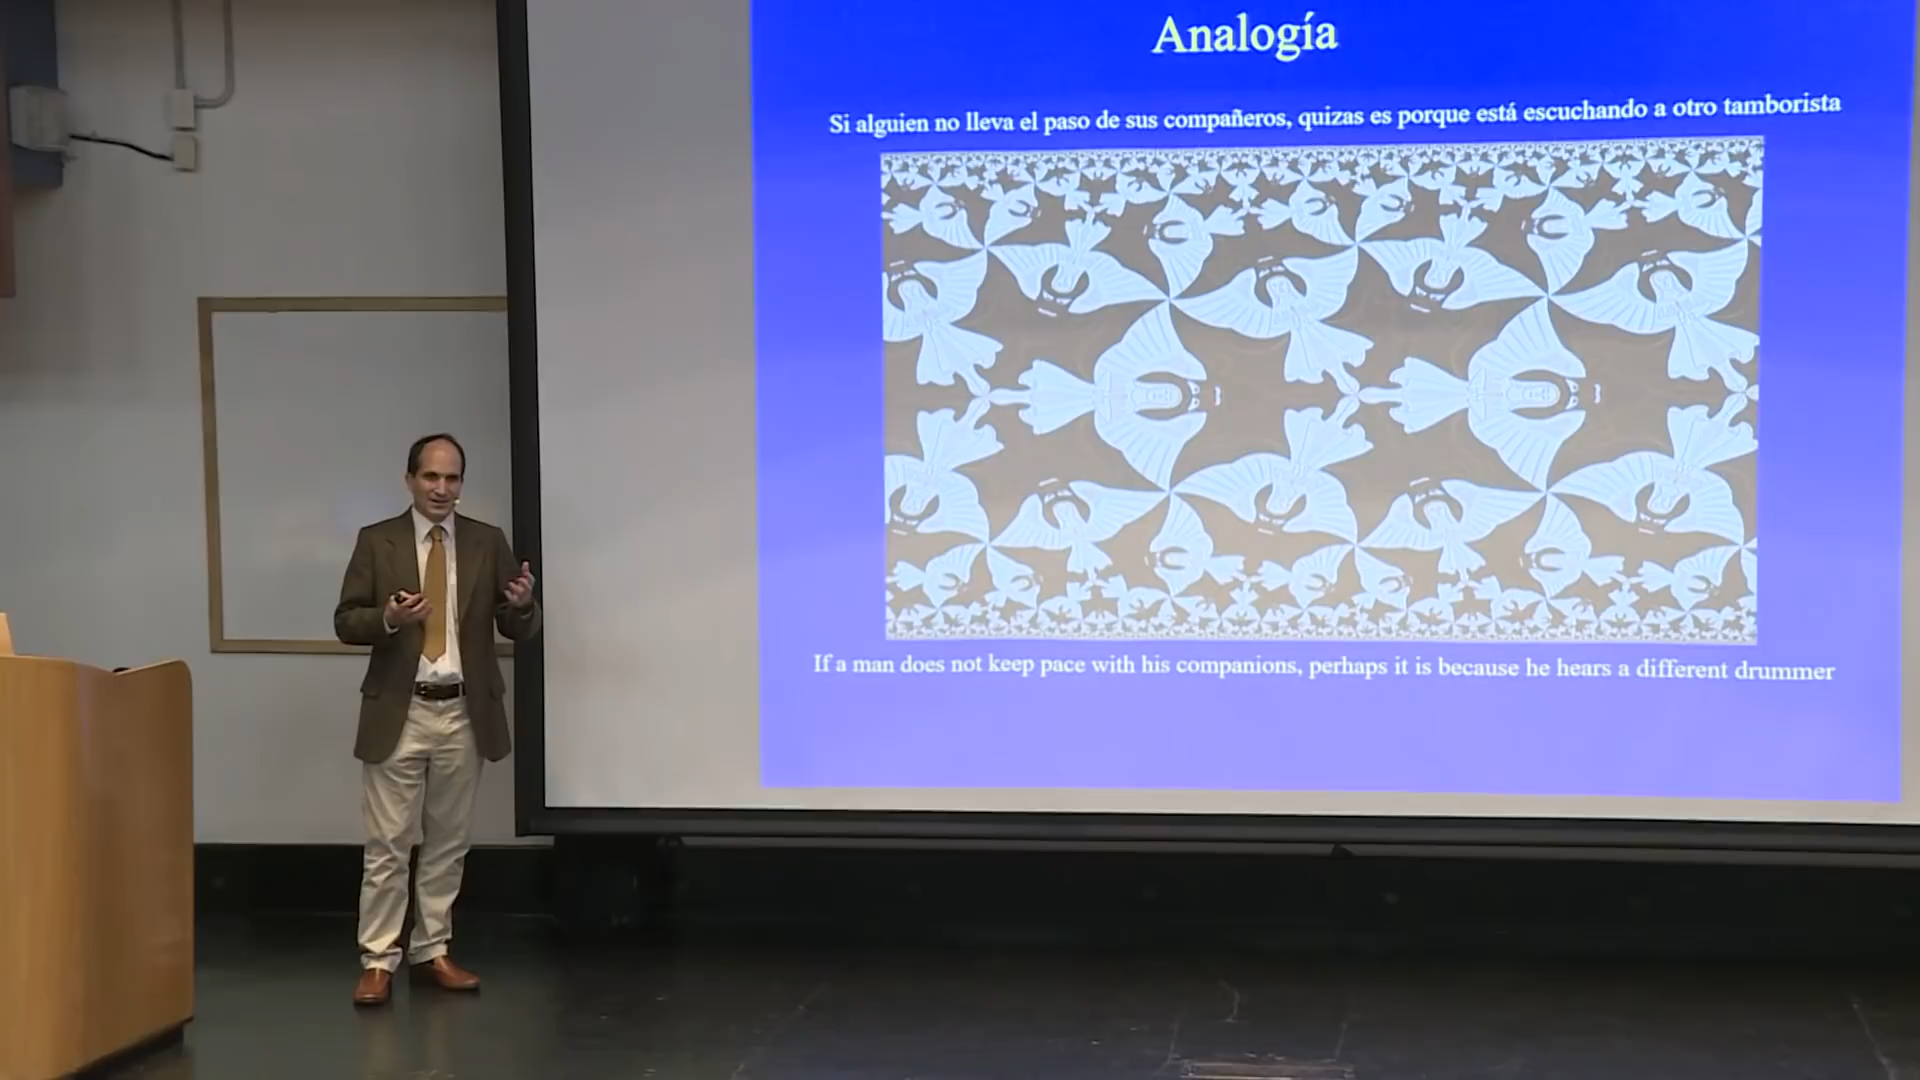 Analogía
Si alguien no lleva el paso de sus compañeros, quizas es porque está escuchando a otro tamborista
If a man does not keep pace with his companions, perhaps it is because he hears a different drummer